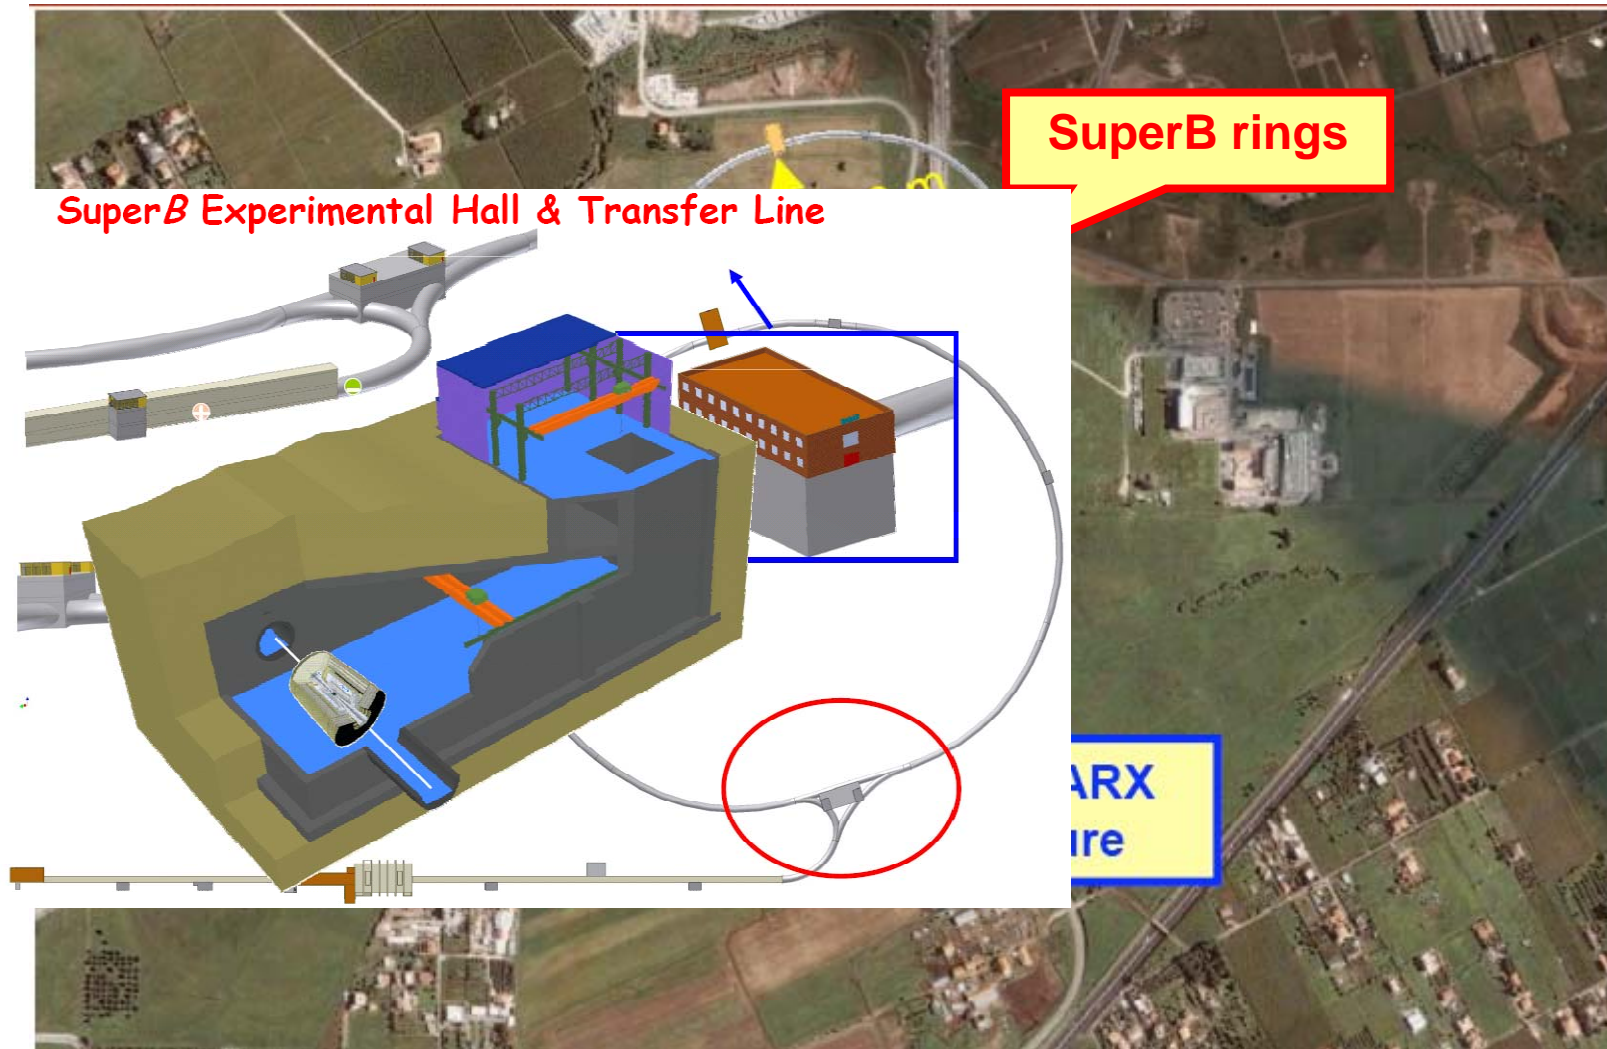 SuperB rings
SuperB Experimental Hall & Transfer Line
ARX
ure